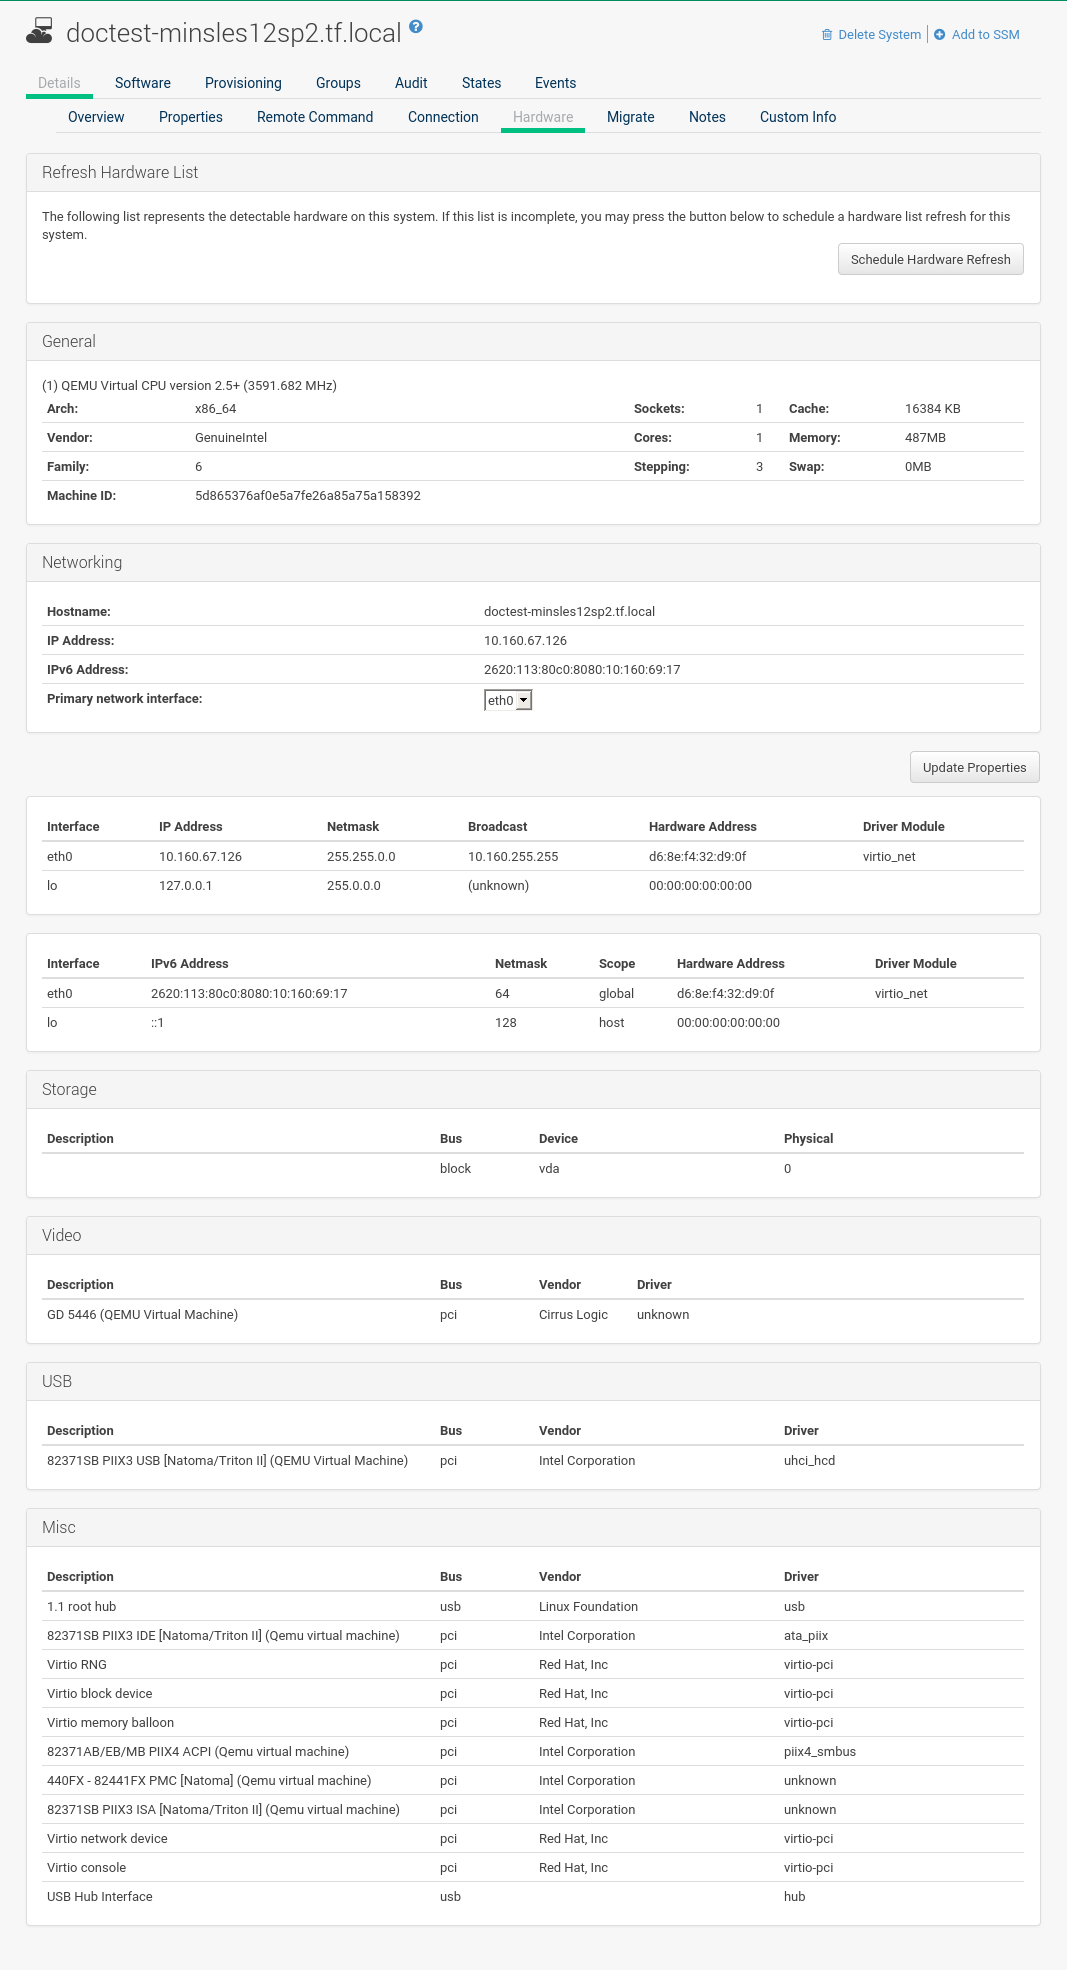 doctest-minsles12sp2.tf.local ?
Delete System Add to SSM
Details Software Provisioning Groups Audit States Events
Overview Properties Remote Command Connection Hardware Migrate Notes Custom Info
Refresh Hardware List
The following list represents the detectable hardware on this system. If this list is incomplete, you may press the button below to schedule a hardware list refresh for this
system.
Schedule Hardware Refresh
General
(1) QEMU Virtual CPU version 2.5+ (3591.682 MHz)
Arch: x86_64 Sockets: 1 Cache: 16384 KB
Vendor: GenuineIntel Cores: 1 Memory: 487MB
Family: 6 Stepping: 3 Swap: 0MB
Machine ID: 5d865376af0e5a7fe26a85a75a158392
Networking
Hostname: doctest-minsles12sp2.tf.local
IP Address: 10.160.67.126
IPv6 Address: 2620:113:80c0:8080:10:160:69:17
Primary network interface: eth0
Update Properties
Interface IP Address Netmask Broadcast Hardware Address Driver Module
eth0 10.160.67.126 255.255.0.0 10.160.255.255 d6:8e:f4:32:d9:0f virtio_net
lo 127.0.0.1 255.0.0.0 (unknown) 00:00:00:00:00:00
Interface IPv6 Address Netmask Scope Hardware Address Driver Module
eth0 2620:113:80c0:8080:10:160:69:17 64 global d6:8e:f4:32:d9:0f virtio_net
lo ::1 128 host 00:00:00:00:00:00
Storage
Description Bus Device Physical
block vda 0
Video
Description Bus Vendor Driver
GD 5446 (QEMU Virtual Machine) pci Cirrus Logic unknown
USB
Description Bus Vendor Driver
82371SB PIIX3 USB [Natoma/Triton II] (QEMU Virtual Machine) pci Intel Corporation uhci_hcd
Misc
Description Bus Vendor Driver
1.1 root hub usb Linux Foundation usb
82371SB PIIX3 IDE [Natoma/Triton II] (Qemu virtual machine) pci Intel Corporation ata_piix
Virtio RNG pci Red Hat, Inc virtio-pci
Virtio block device pci Red Hat, Inc virtio-pci
Virtio memory balloon pci Red Hat, Inc virtio-pci
82371AB/EB/MB PIIX4 ACPI (Qemu virtual machine) pci Intel Corporation piix4_smbus
440FX - 82441FX PMC [Natoma] (Qemu virtual machine) pci Intel Corporation unknown
82371SB PIIX3 ISA [Natoma/Triton II] (Qemu virtual machine) pci Intel Corporation unknown
Virtio network device pci Red Hat, Inc virtio-pci
Virtio console pci Red Hat, Inc virtio-pci
USB Hub Interface usb hub